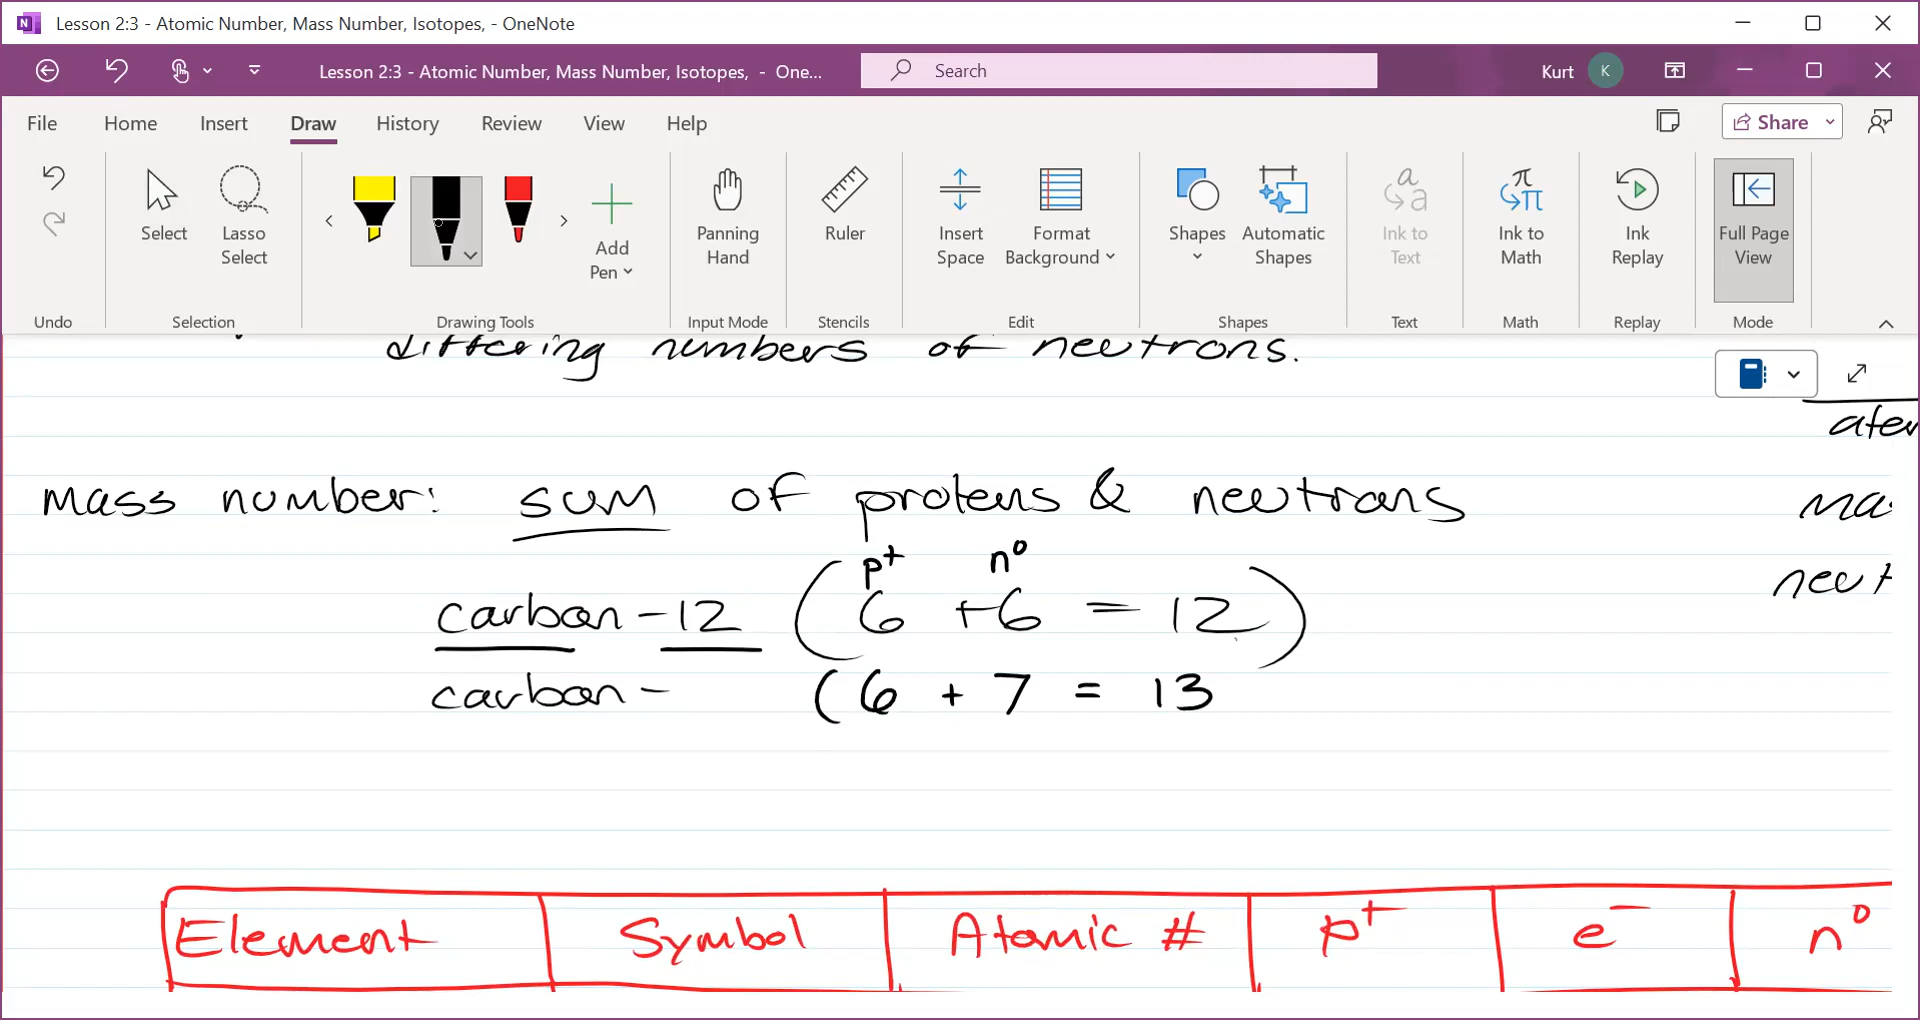 Lesson 2:3 - Atomic Number, Mass Number, Isotopes, - OneNote
Lesson 2:3 - Atomic Number, Mass Number, Isotopes, - One... Search Kurt K
File Home Insert Draw History Review View Help Share
Select Lasso Select Add Pen Panning Hand Ruler Insert Space Format Background Shapes Automatic Shapes Ink to Text Ink to Math Ink Replay Full Page View
Undo Selection Drawing Tools Input Mode Stencils Edit Shapes Text Math Replay Mode
differing numbers of neutrons.
mass number: sum of protons & neutrons
p+ n⁰
carbon-12 (6 +6 = 12)
carbon- (6 + 7 = 13
Element Symbol Atomic # p+ e⁻ n⁰